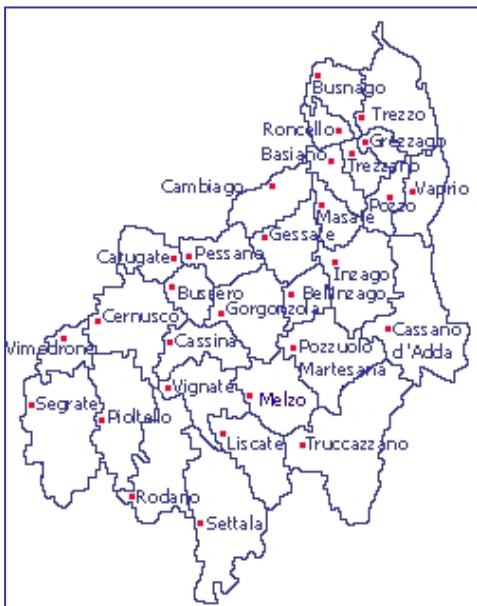 Busnago
Trezzo
Roncello
Grezzago
Basiano
Trezzano
Cambiago
Pozzo
Vaprio
Masate
Gessate
Carugate
Pessano
Inzago
Bussero
Bellinzago
Cernusco
Gorgonzola
Cassano
d'Adda
Vimedrone
Cassina
Pozzuolo
Martesana
Vignate
Segrate
Melzo
Pioltello
Liscate
Truccazzano
Rodano
Settala